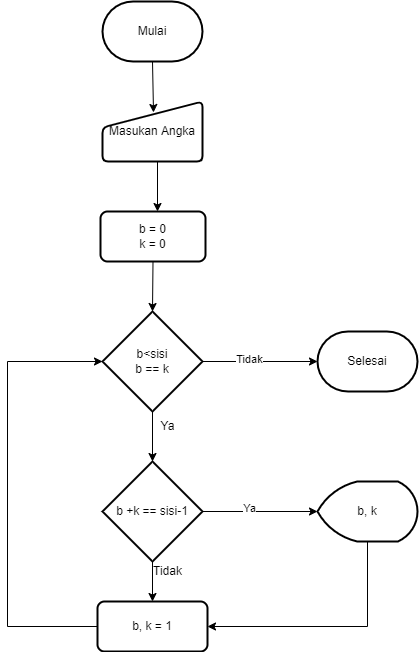 Mulai
Masukan Angka
b = 0
k = 0
b<sisi
b == k
Tidak
Selesai
Ya
b +k == sisi-1
Ya
b, k
Tidak
b, k = 1